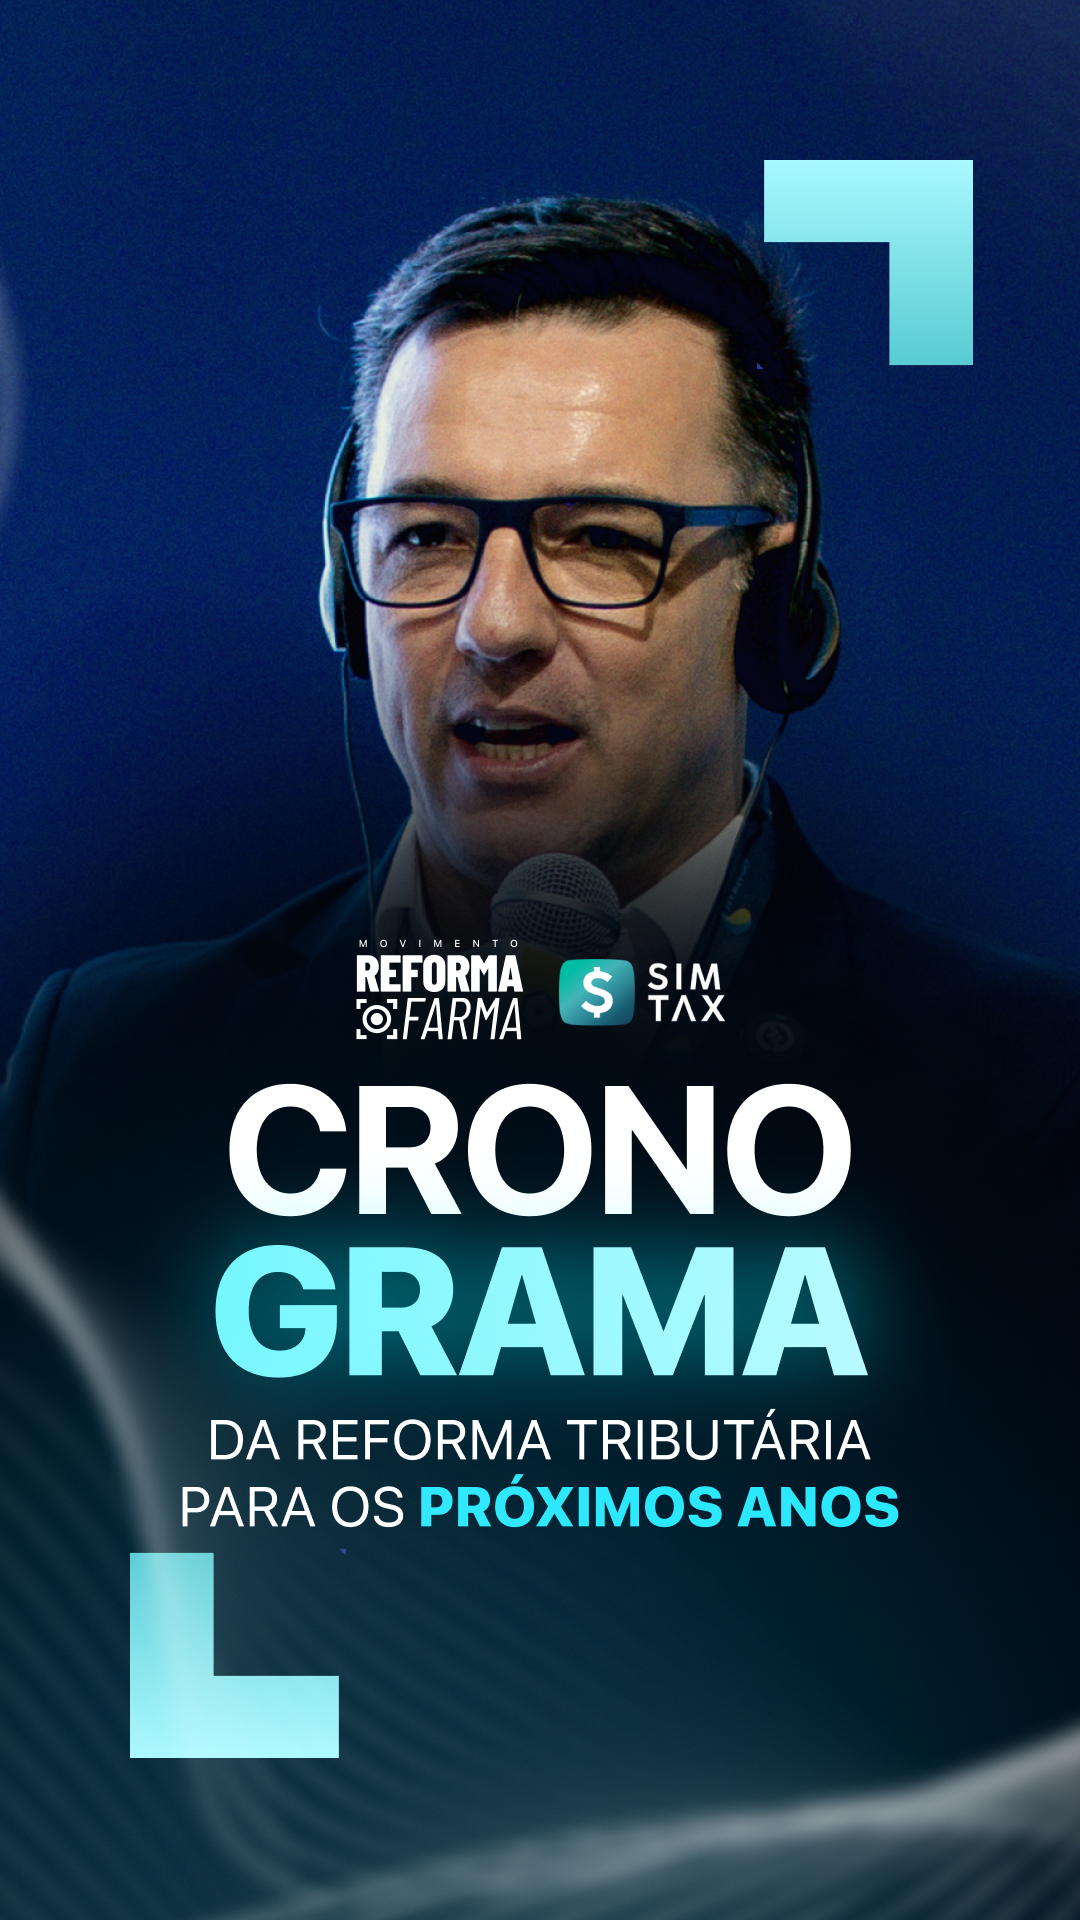 MOVIMENTO
REFORMA
FARMA
$
SIM
TAX
CRONO
GRAMA
DA REFORMA TRIBUTÁRIA
PARA OS PRÓXIMOS ANOS